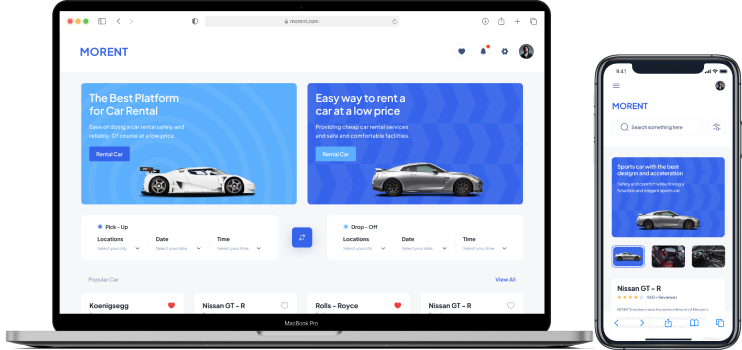 morent.com
MORENT
The Best Platform
for Car Rental
Ease of doing a car rental safely and
reliably. Of course at a low price.
Rental Car
Easy way to rent a
car at a low price
Providing cheap car rental services
and safe and comfortable facilities.
Rental Car
Pick - Up
Locations
Date
Time
Select your city
Select your date
Select your time
Drop - Off
Locations
Date
Time
Select your city
Select your date
Select your time
Popular Car
View All
Koenigsegg
Nissan GT - R
Rolls - Royce
Nissan GT - R
MacBook Pro
9:41
MORENT
Search something here
Sports car with the best
design and acceleration
Safety and comfort while driving a
futuristic and elegant sports car
Nissan GT - R
440+ Reviewer